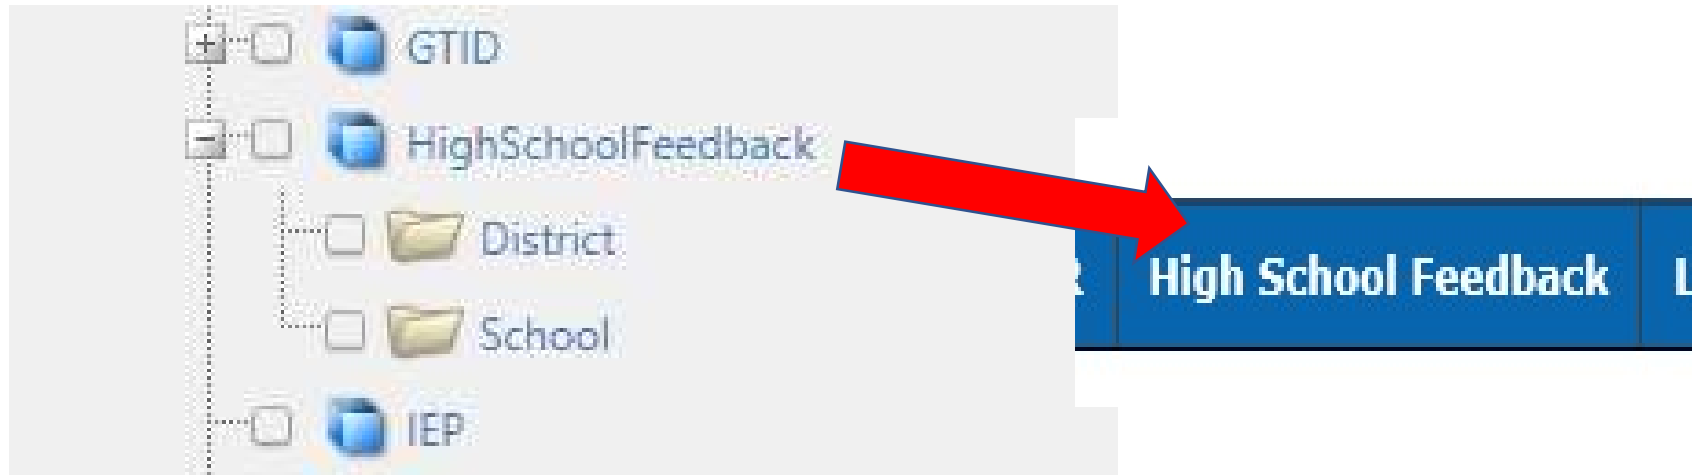 GTID
HighSchoolFeedback
District
School
IEP
High School Feedback